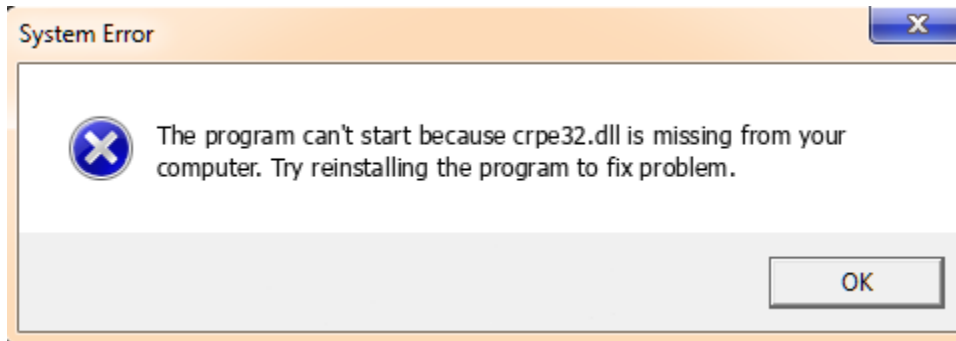 System Error
The program can't start because crpe32.dll is missing from your
computer. Try reinstalling the program to fix problem.
OK